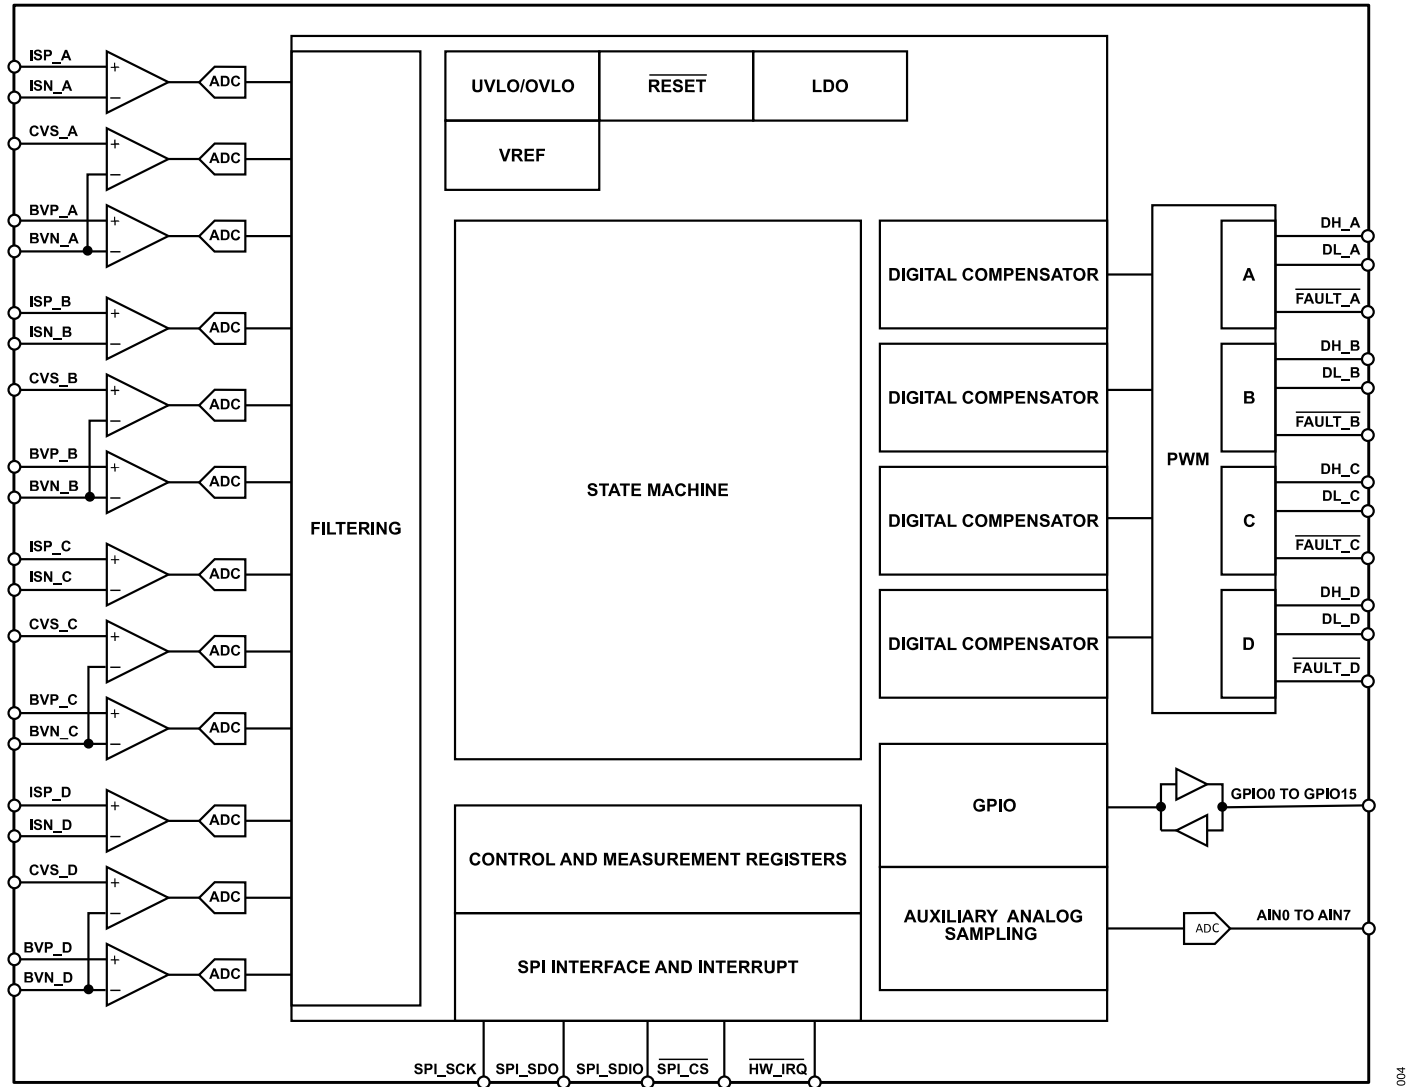 ISP_A
+
ADC
ISN_A
−
CVS_A
+
ADC
−
BVP_A
+
ADC
BVN_A
−
ISP_B
+
ADC
ISN_B
−
CVS_B
+
ADC
−
BVP_B
+
ADC
BVN_B
−
ISP_C
+
ADC
ISN_C
−
CVS_C
+
ADC
−
BVP_C
+
ADC
BVN_C
−
ISP_D
+
ADC
ISN_D
−
CVS_D
+
ADC
−
BVP_D
+
ADC
BVN_D
−
FILTERING
UVLO/OVLO
RESET
LDO
VREF
STATE MACHINE
CONTROL AND MEASUREMENT REGISTERS
SPI INTERFACE AND INTERRUPT
SPI_SCK
SPI_SDO
SPI_SDIO
SPI_CS
HW_IRQ
DIGITAL COMPENSATOR
DIGITAL COMPENSATOR
DIGITAL COMPENSATOR
DIGITAL COMPENSATOR
GPIO
AUXILIARY ANALOG
SAMPLING
PWM
A
B
C
D
DH_A
DL_A
FAULT_A
DH_B
DL_B
FAULT_B
DH_C
DL_C
FAULT_C
DH_D
DL_D
FAULT_D
GPIO0 TO GPIO15
ADC
AIN0 TO AIN7
004